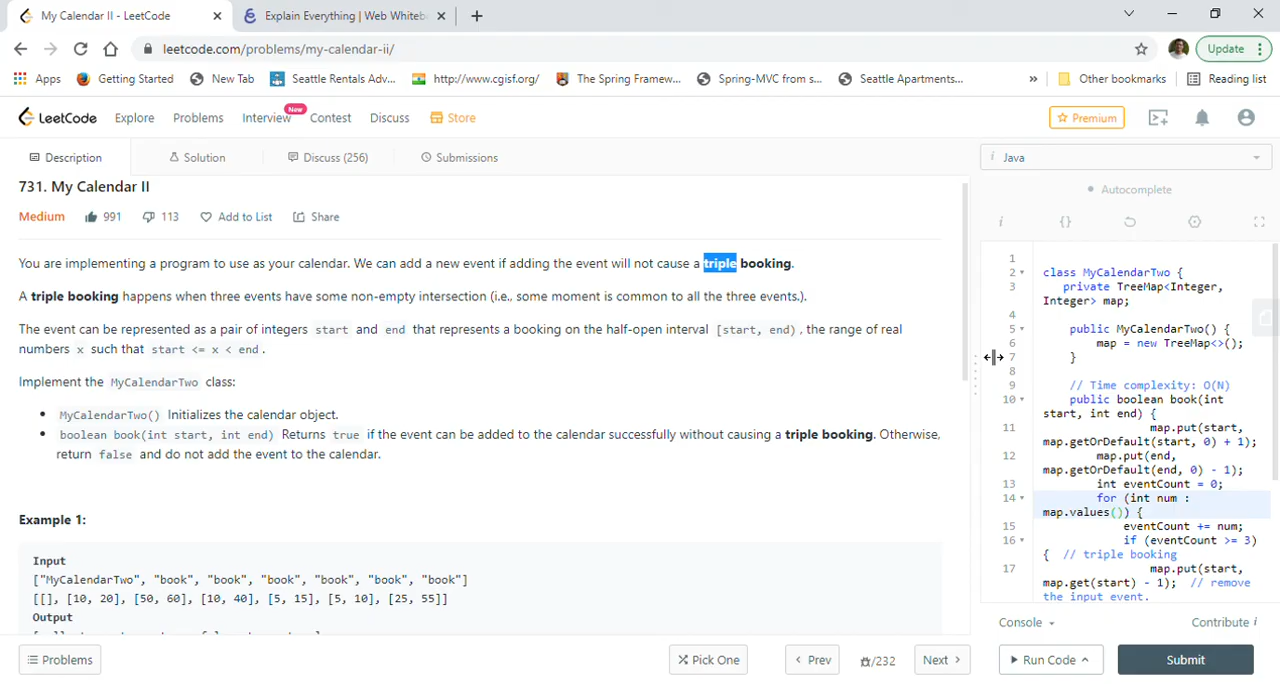 My Calendar II - LeetCode
Explain Everything | Web Whiteb
leetcode.com/problems/my-calendar-ii/
Update
Apps
Getting Started
New Tab
Seattle Rentals Adv...
http://www.cgisf.org/
The Spring Framew...
Spring-MVC from s...
Seattle Apartments...
»
Other bookmarks
Reading list
LeetCode
Explore
Problems
Interview
New
Contest
Discuss
Store
Premium
Description
Solution
Discuss (256)
Submissions
i Java
731. My Calendar II
Autocomplete
Medium
991
113
Add to List
Share
i
{}
You are implementing a program to use as your calendar. We can add a new event if adding the event will not cause a triple booking.
A triple booking happens when three events have some non-empty intersection (i.e., some moment is common to all the three events.).
The event can be represented as a pair of integers start and end that represents a booking on the half-open interval [start, end), the range of real
numbers x such that start <= x < end.
Implement the MyCalendarTwo class:
• MyCalendarTwo() Initializes the calendar object.
• boolean book(int start, int end) Returns true if the event can be added to the calendar successfully without causing a triple booking. Otherwise,
return false and do not add the event to the calendar.
Example 1:
Input
["MyCalendarTwo", "book", "book", "book", "book", "book", "book"]
[[], [10, 20], [50, 60], [10, 40], [5, 15], [5, 10], [25, 55]]
Output
1
2 class MyCalendarTwo {
3 private TreeMap<Integer,
Integer> map;
4
5 public MyCalendarTwo() {
6 map = new TreeMap<>();
7 }
8
9 // Time complexity: O(N)
10 public boolean book(int
start, int end) {
11 map.put(start,
map.getOrDefault(start, 0) + 1);
12 map.put(end,
map.getOrDefault(end, 0) - 1);
13 int eventCount = 0;
14 for (int num :
map.values()) {
15 eventCount += num;
16 if (eventCount >= 3)
{ // triple booking
17 map.put(start,
map.get(start) - 1); // remove
the input event.
Console
Contribute i
Problems
Pick One
Prev
/232
Next
Run Code
Submit